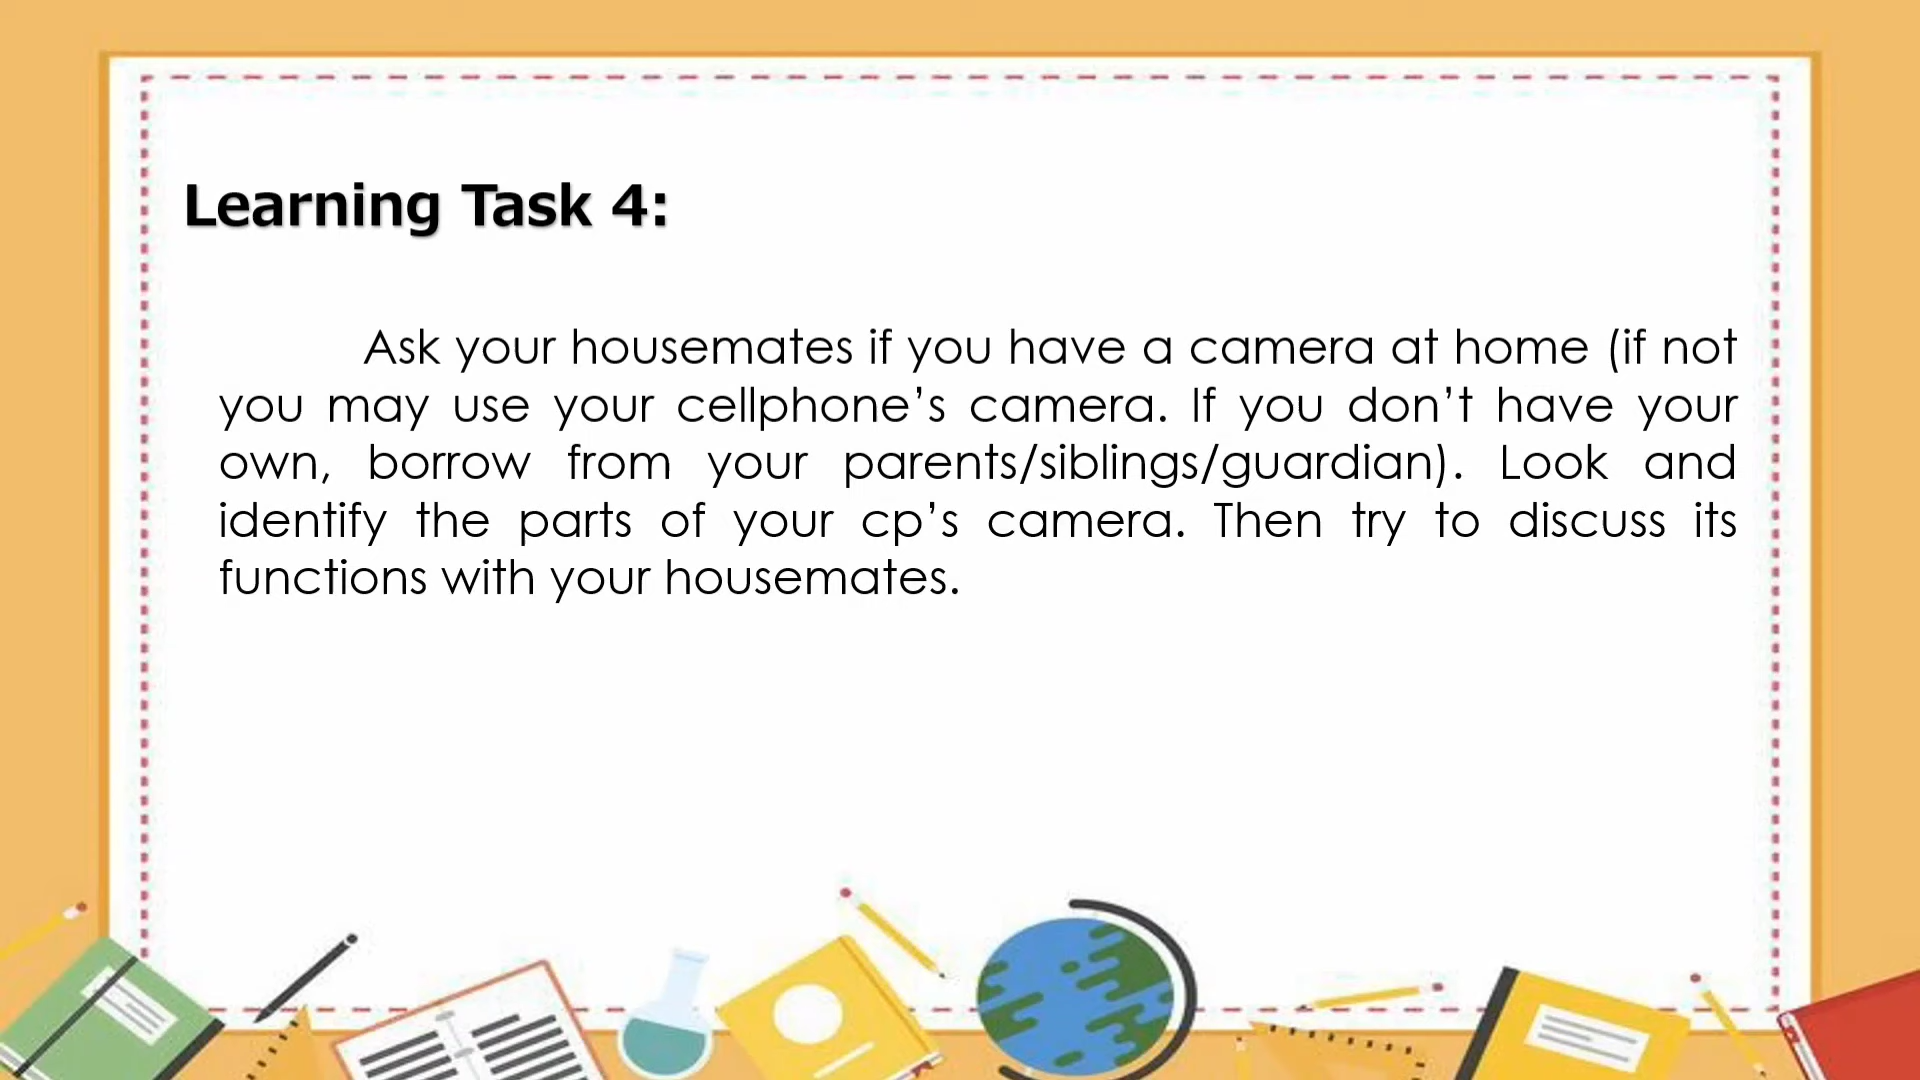 Learning Task 4:
Ask your housemates if you have a camera at home (if not
you may use your cellphone’s camera. If you don’t have your
own, borrow from your parents/siblings/guardian). Look and
identify the parts of your cp’s camera. Then try to discuss its
functions with your housemates.